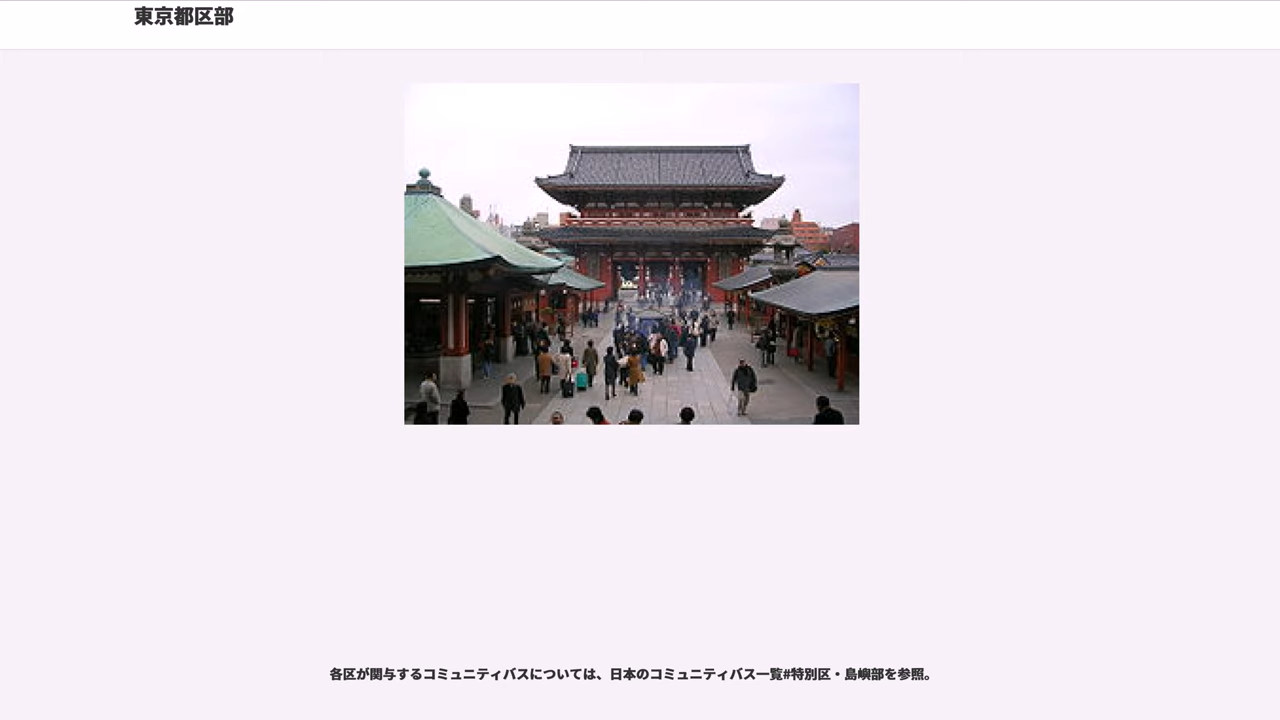 東京都区部
各区が関与するコミュニティバスについては、日本のコミュニティバス一覧#特別区・島嶼部を参照。